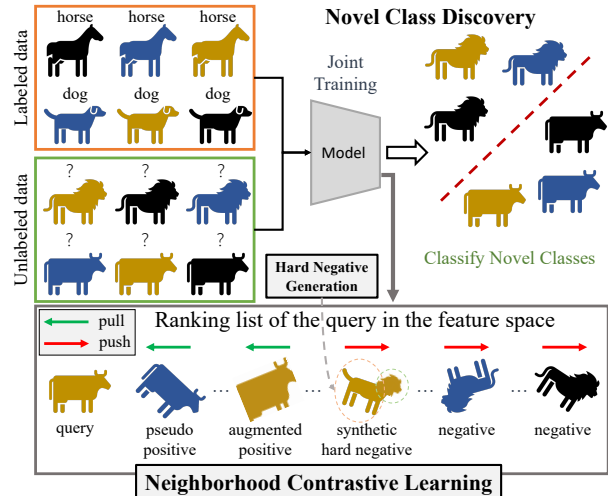 Novel Class Discovery
Labeled data
horse horse horse
dog dog dog
Unlabeled data
? ? ?
? ? ?
Joint
Training
Model
Classify Novel Classes
Hard Negative
Generation
pull
push
Ranking list of the query in the feature space
... ... ... ...
query
pseudo
positive
augmented
positive
synthetic
hard negative
negative
negative
Neighborhood Contrastive Learning